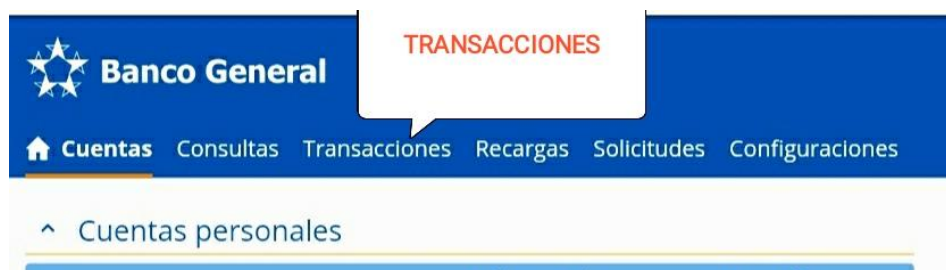 TRANSACCIONES
Banco General
Cuentas Consultas Transacciones Recargas Solicitudes Configuraciones
Cuentas personales